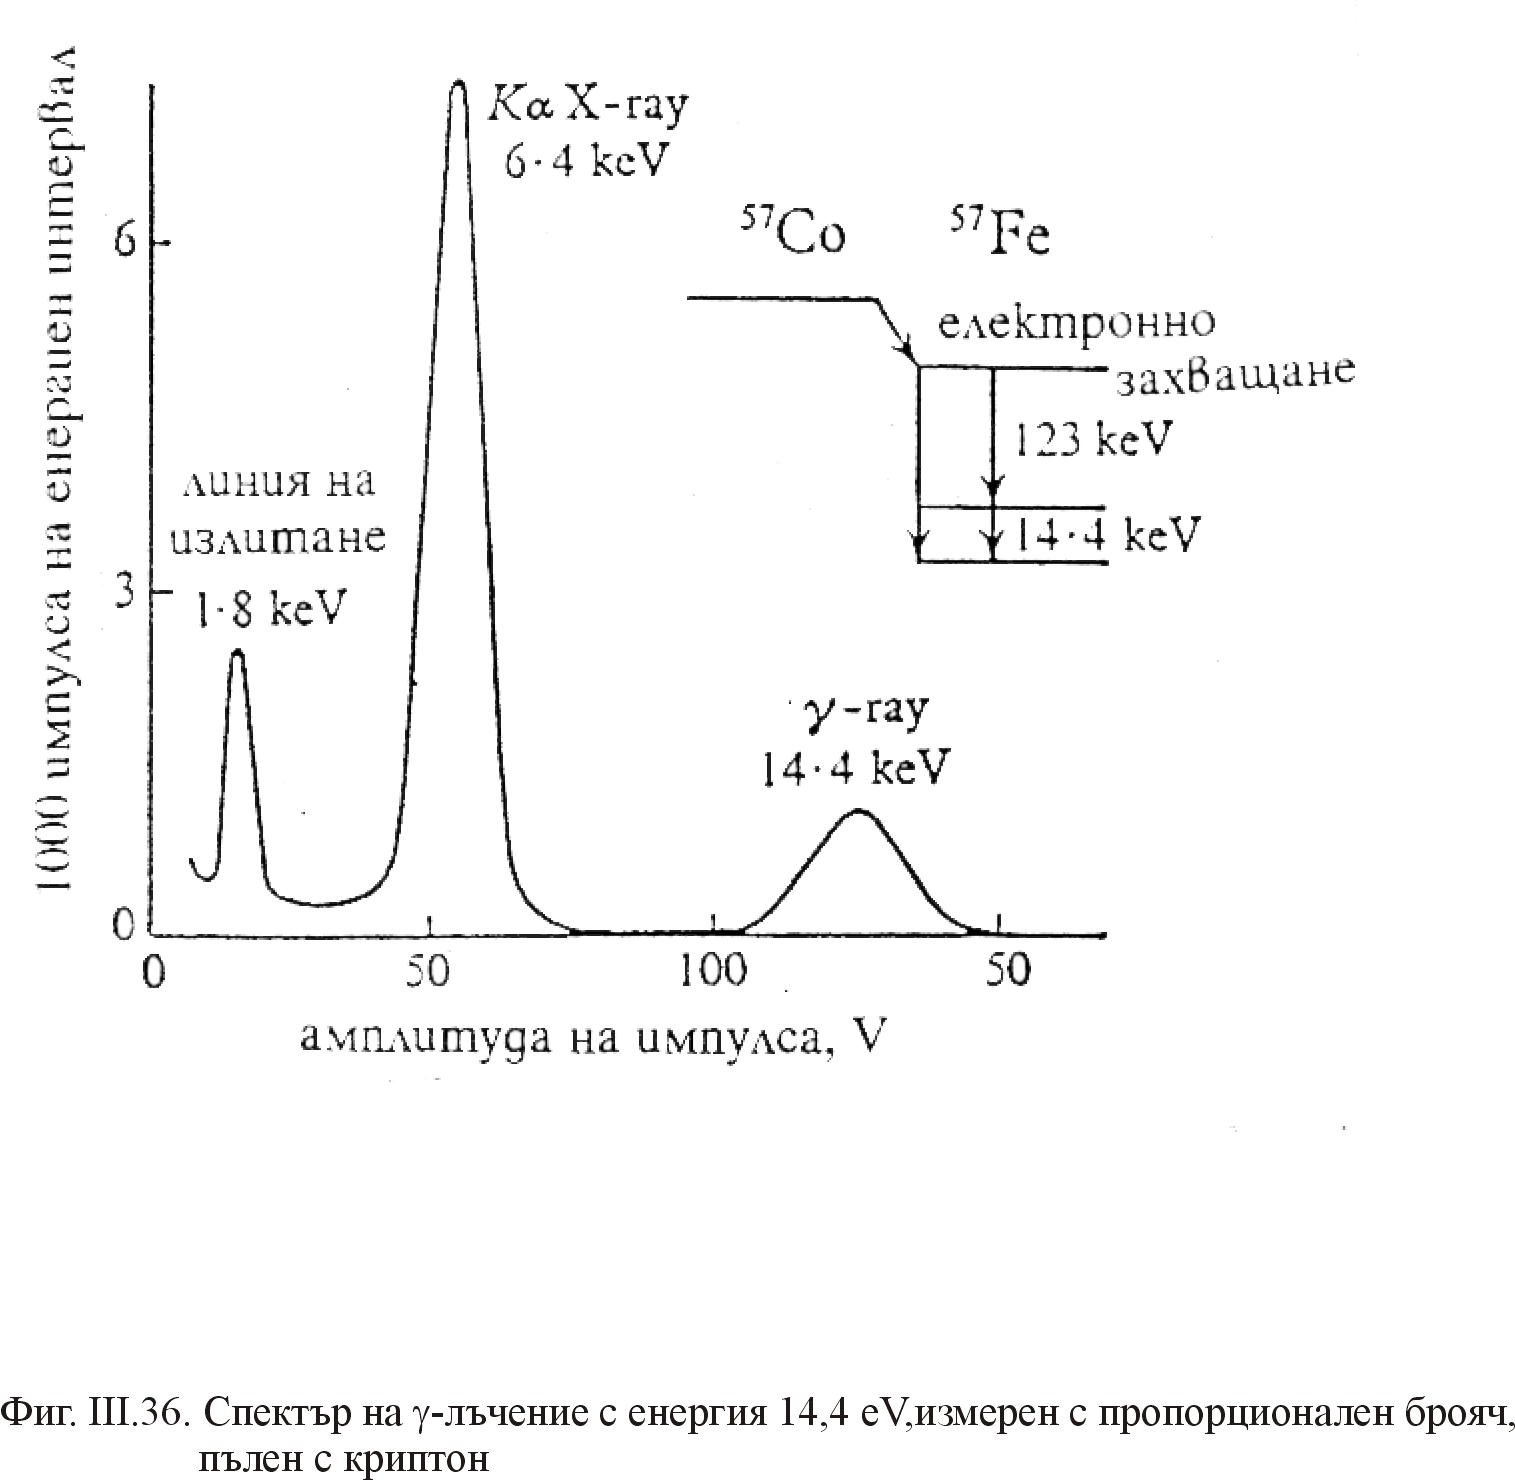 1000 импулса на енергиен интервал
Kα X-ray
6·4 keV
⁵⁷Co
⁵⁷Fe
6
електронно
захващане
123 keV
линия на
излитане
14·4 keV
3
1·8 keV
γ-ray
14·4 keV
0
0
50
100
50
амплитуда на импулса, V
Фиг. III.36. Спектър на γ-лъчение с енергия 14,4 eV,измерен с пропорционален брояч,
пълен с криптон